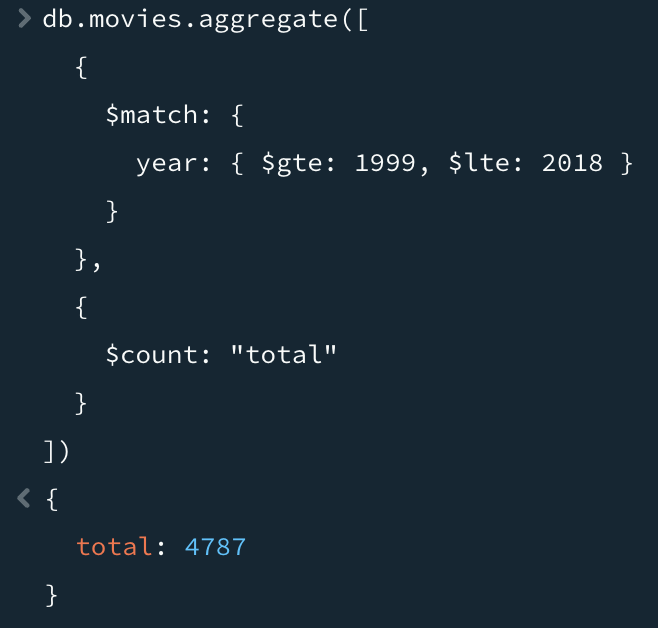 db.movies.aggregate([
{
$match: {
year: { $gte: 1999, $lte: 2018 }
}
},
{
$count: "total"
}
])
{
total: 4787
}